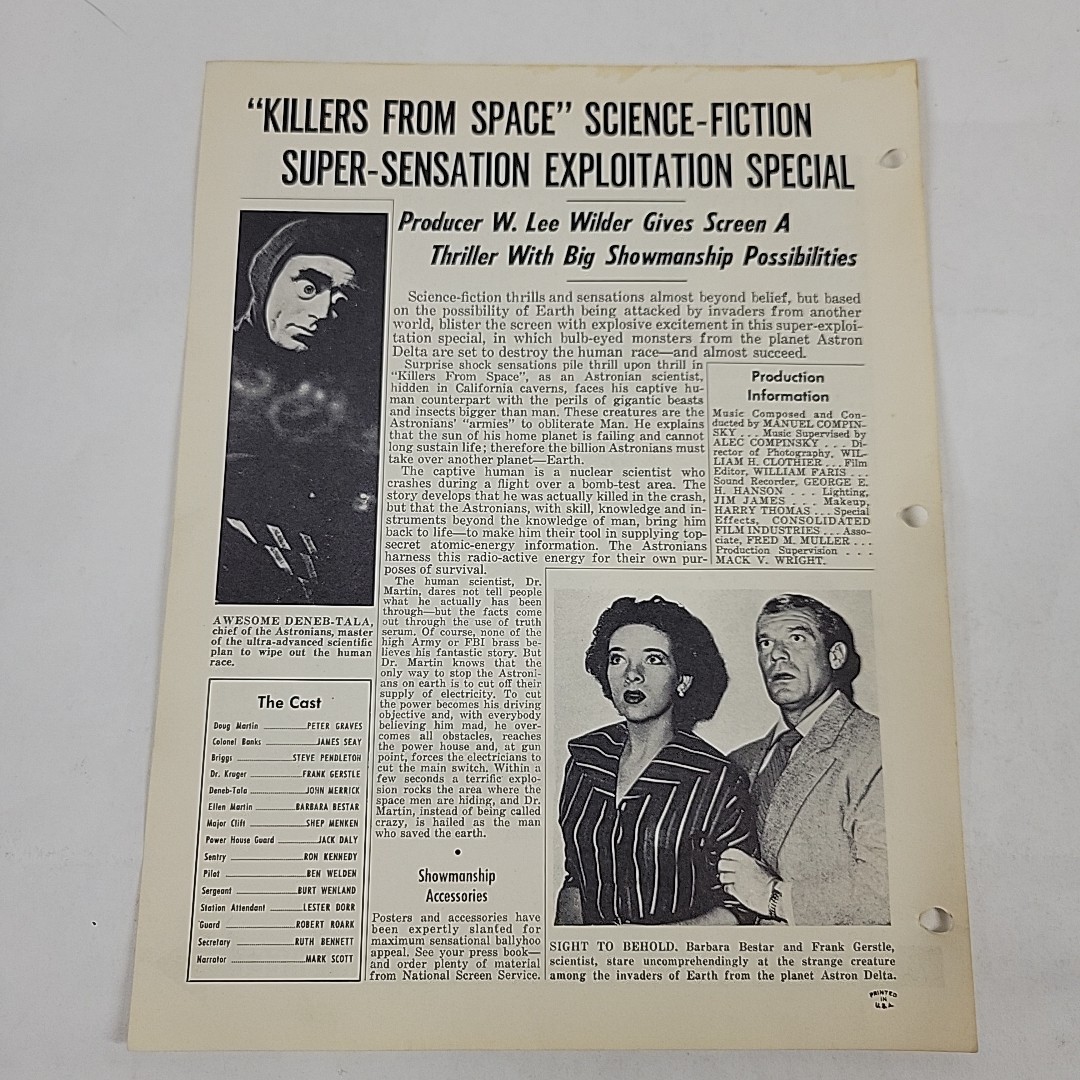 “KILLERS FROM SPACE” SCIENCE-FICTION
SUPER-SENSATION EXPLOITATION SPECIAL
Producer W. Lee Wilder Gives Screen A
Thriller With Big Showmanship Possibilities
Science-fiction thrills and sensations almost beyond belief, but based
on the possibility of Earth being attacked by invaders from another
world, blister the screen with explosive excitement in this super-exploi-
tation special, in which bulb-eyed monsters from the planet Astron
Delta are set to destroy the human race—and almost succeed.
Surprise shock sensations pile thrill upon thrill in
“Killers From Space”, as an Astronian scientist,
hidden in California caverns, faces his captive hu-
man counterpart with the perils of gigantic beasts
and insects bigger than man. These creatures are the
Astronians’ “armies” to obliterate Man. He explains
that the sun of his home planet is failing and cannot
long sustain life; therefore the billion Astronians must
take over another planet—Earth.
The captive human is a nuclear scientist who
crashes during a flight over a bomb-test area. The
story develops that he was actually killed in the crash,
but that the Astronians, with skill, knowledge and in-
struments beyond the knowledge of man, bring him
back to life—to make him their tool in supplying top-
secret atomic-energy information. The Astronians
harness this radio-active energy for their own pur-
poses of survival.
The human scientist, Dr.
Martin, dares not tell people
what he actually has been
through—but the facts come
out through the use of truth
serum. Of course, none of the
high Army or FBI brass be-
lieves his fantastic story. But
Dr. Martin knows that the
only way to stop the Astroni-
ans on earth is to cut off their
supply of electricity. To cut
the power becomes his driving
objective and, with everybody
believing him mad, he over-
comes all obstacles, reaches
the power house and, at gun
point, forces the electricians to
cut the main switch. Within a
few seconds a terrific explo-
sion rocks the area where the
space men are hiding, and Dr.
Martin, instead of being called
crazy, is hailed as the man
who saved the earth.
•
Showmanship
Accessories
Posters and accessories have
been expertly slanted for
maximum sensational ballyhoo
appeal. See your press book—
and order plenty of material
from National Screen Service.
Production
Information
Music Composed and Con-
ducted by MANUEL COMPIN-
SKY . . . Music Supervised by
ALEC COMPINSKY . . . Di-
rector of Photography, WIL-
LIAM H. CLOTHIER . . . Film
Editor, WILLIAM FARIS . . .
Sound Recorder, GEORGE E.
H. HANSON . . . Lighting,
JIM JAMES . . . Makeup,
HARRY THOMAS . . . Special
Effects, CONSOLIDATED
FILM INDUSTRIES . . . Asso-
ciate, FRED M. MULLER . . .
Production Supervision . . .
MACK V. WRIGHT.
AWESOME DENEB-TALA,
chief of the Astronians, master
of the ultra-advanced scientific
plan to wipe out the human
race.
The Cast
Doug Martin PETER GRAVES
Colonel Banks JAMES SEAY
Briggs STEVE PENDLETON
Dr. Kruger FRANK GERSTLE
Deneb-Tala JOHN MERRICK
Ellen Martin BARBARA BESTAR
Major Clift SHEP MENKEN
Power House Guard JACK DALY
Sentry RON KENNEDY
Pilot BEN WELDEN
Sergeant BURT WENLAND
Station Attendant LESTER DORR
Guard ROBERT ROARK
Secretary RUTH BENNETT
Narrator MARK SCOTT
SIGHT TO BEHOLD. Barbara Bestar and Frank Gerstle,
scientist, stare uncomprehendingly at the strange creature
among the invaders of Earth from the planet Astron Delta.
PRINTED
IN
U.S.A.